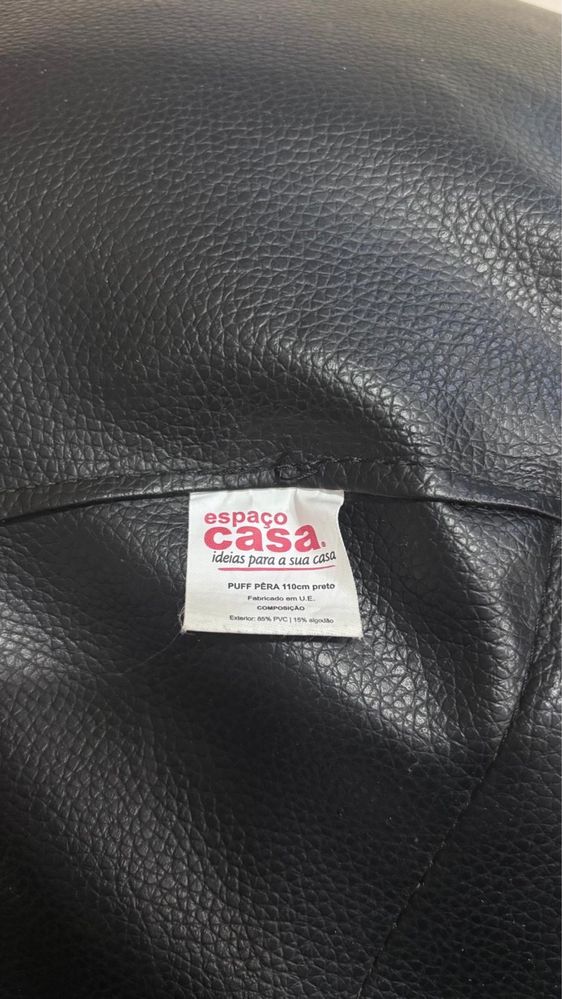 espaço
casa®
ideias para a sua casa
PUFF PÊRA 110cm preto
Fabricado em U.E.
COMPOSIÇÃO
Exterior: 85% PVC | 15% algodão